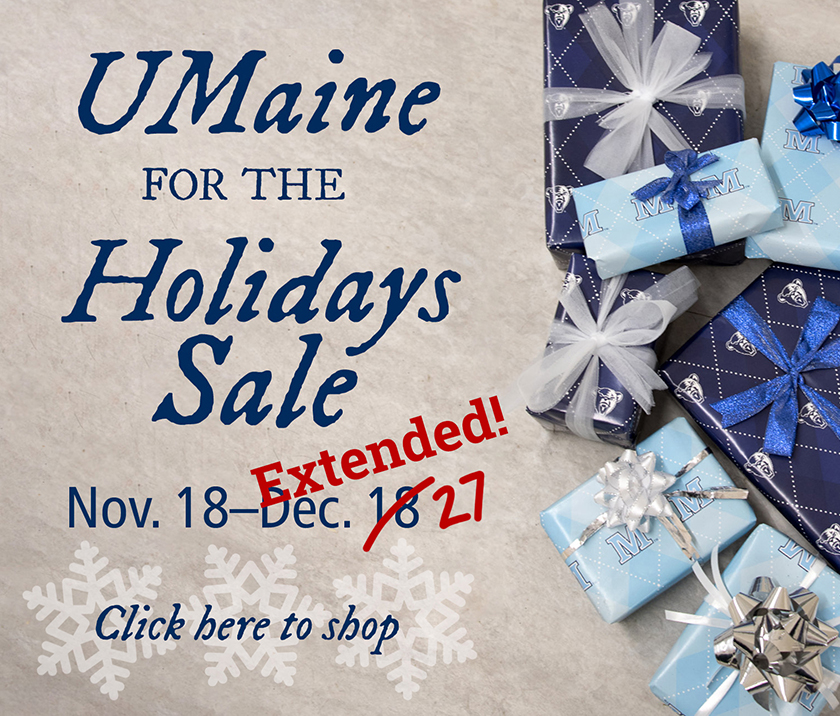 UMaine
FOR THE
Holidays
Sale
Extended!
Nov. 18–Dec. 18 27
Click here to shop
M
M
M
M
M
M
M
M